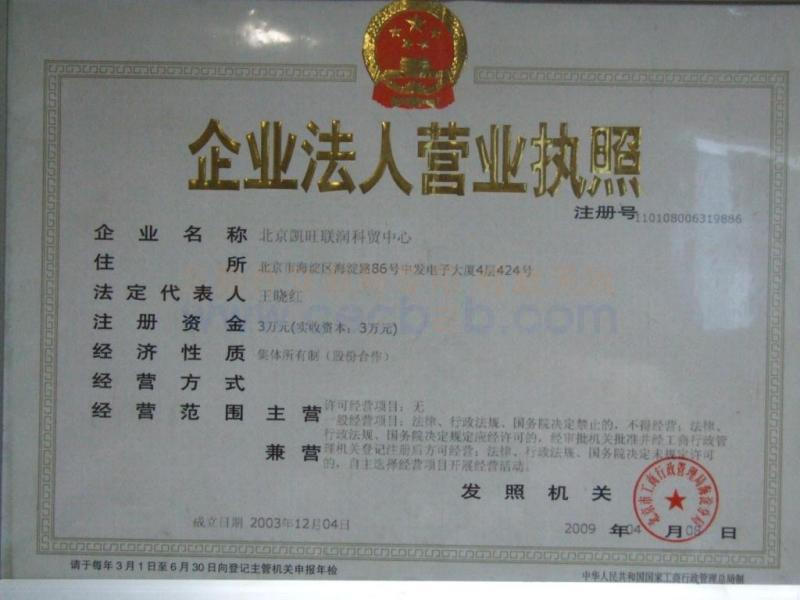 企业法人营业执照
注册号 110108006319886
企业名称 北京凯旺联润科贸中心
住所 北京市海淀区海淀路86号中发电子大厦4层424号
法定代表人 王晓红
注册资金 3万元(实收资本：3万元)
经济性质 集体所有制（股份合作）
经营方式
经营范围 主营 许可经营项目：无
一般经营项目：法律、行政法规、国务院决定禁止的，不得经营；法律、
行政法规、国务院决定规定应经许可的，经审批机关批准并经工商行政管
兼营 理机关登记注册后方可经营；法律、行政法规、国务院决定未规定许可
的，自主选择经营项目开展经营活动。
发照机关
北京市工商行政管理局海淀分局
成立日期 2003年12月04日
2009 年 04 月 08 日
请于每年3月1日至6月30日向登记主管机关申报年检
中华人民共和国国家工商行政管理总局制